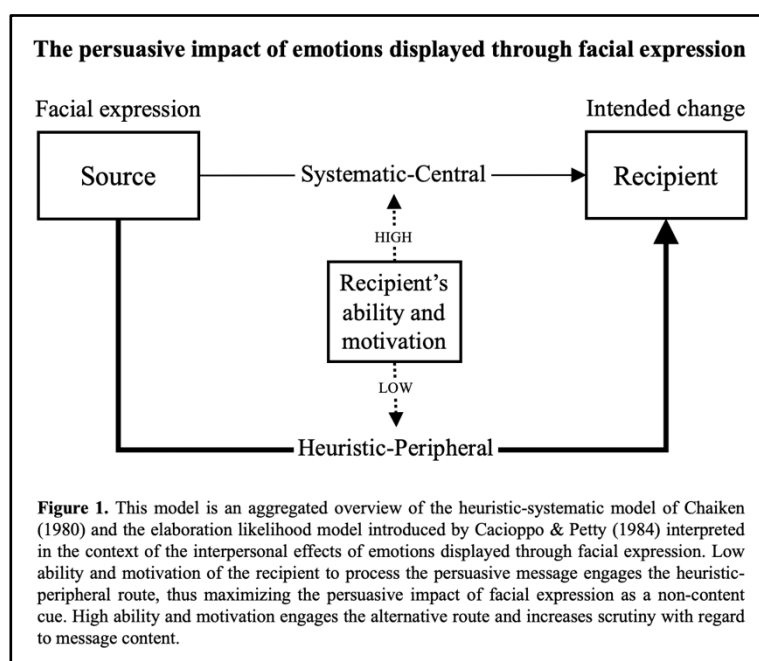 The persuasive impact of emotions displayed through facial expression
Facial expression
Intended change
Source
Systematic-Central
Recipient
HIGH
Recipient's
ability and
motivation
LOW
Heuristic-Peripheral
Figure 1. This model is an aggregated overview of the heuristic-systematic model of Chaiken
(1980) and the elaboration likelihood model introduced by Cacioppo & Petty (1984) interpreted
in the context of the interpersonal effects of emotions displayed through facial expression. Low
ability and motivation of the recipient to process the persuasive message engages the heuristic-
peripheral route, thus maximizing the persuasive impact of facial expression as a non-content
cue. High ability and motivation engages the alternative route and increases scrutiny with regard
to message content.